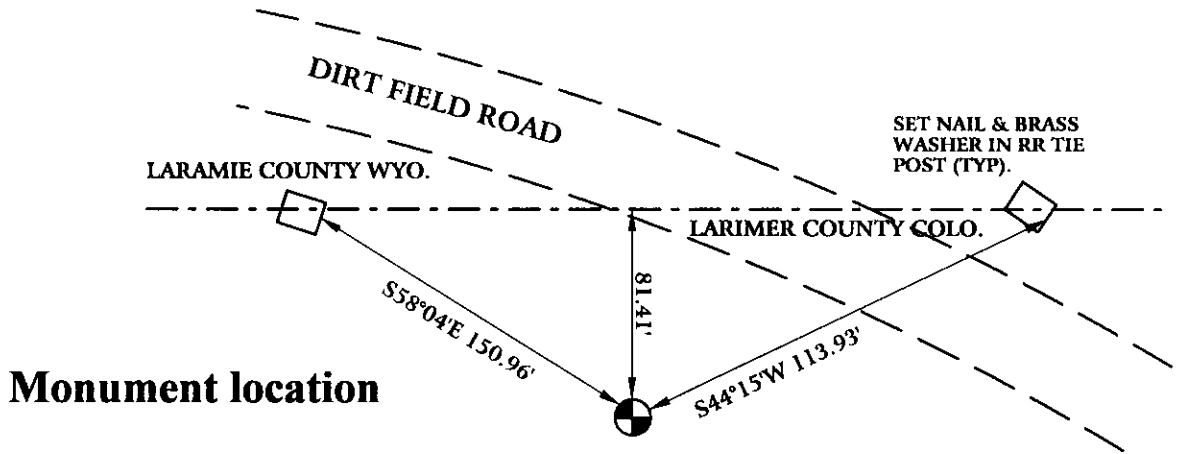 DIRT FIELD ROAD
SET NAIL & BRASS
WASHER IN RR TIE
POST (TYP).
LARAMIE COUNTY WYO.
LARIMER COUNTY COLO.
S58°04'E 150.96'
81.41'
S44°15'W 113.93'
Monument location